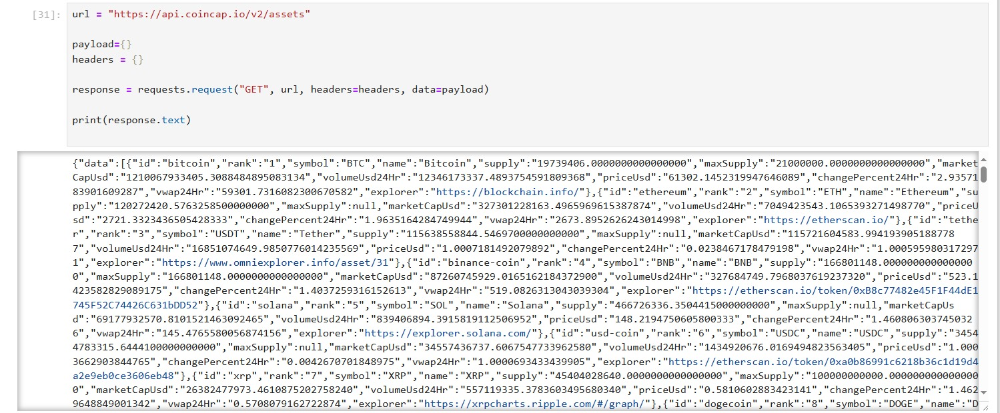 [31]:
url = "https://api.coincap.io/v2/assets"
payload={}
headers = {}
response = requests.request("GET", url, headers=headers, data=payload)
print(response.text)
{"data":[{"id":"bitcoin","rank":"1","symbol":"BTC","name":"Bitcoin","supply":"19739406.0000000000000000","maxSupply":"21000000.0000000000000000","market
CapUsd":"1210067933405.3088484895083134","volumeUsd24Hr":"12346173337.4893754591809368","priceUsd":"61302.1452319947646089","changePercent24Hr":"2.93571
83901609287","vwap24Hr":"59301.7316082300670582","explorer":"https://blockchain.info/"},{"id":"ethereum","rank":"2","symbol":"ETH","name":"Ethereum","su
pply":"120272420.5763258500000000","maxSupply":null,"marketCapUsd":"327301228163.4965969615387874","volumeUsd24Hr":"7049423543.1065393271498770","priceU
sd":"2721.3323436505428333","changePercent24Hr":"1.9635164284749944","vwap24Hr":"2673.8952626243014998","explorer":"https://etherscan.io/"},{"id":"tethe
r","rank":"3","symbol":"USDT","name":"Tether","supply":"115638558844.5469700000000000","maxSupply":null,"marketCapUsd":"115721604583.994193905188778
7","volumeUsd24Hr":"16851074649.9850776014235569","priceUsd":"1.0007181492079892","changePercent24Hr":"0.0238467178479198","vwap24Hr":"1.000595980317297
1","explorer":"https://www.omniexplorer.info/asset/31"},{"id":"binance-coin","rank":"4","symbol":"BNB","name":"BNB","supply":"166801148.000000000000000
0","maxSupply":"166801148.0000000000000000","marketCapUsd":"87260745929.0165162184372900","volumeUsd24Hr":"327684749.7968037619237320","priceUsd":"523.1
423582829089175","changePercent24Hr":"1.4037259316152613","vwap24Hr":"519.0826313043039304","explorer":"https://etherscan.io/token/0xB8c77482e45F1F44dE1
745F52C74426C631bDD52"},{"id":"solana","rank":"5","symbol":"SOL","name":"Solana","supply":"466726336.3504415000000000","maxSupply":null,"marketCapUs
d":"69177932570.8101521463092465","volumeUsd24Hr":"839406894.3915819112506952","priceUsd":"148.2194750605800333","changePercent24Hr":"1.460806303745032
6","vwap24Hr":"145.4765580056874156","explorer":"https://explorer.solana.com/"},{"id":"usd-coin","rank":"6","symbol":"USDC","name":"USDC","supply":"3454
4783315.6444100000000000","maxSupply":null,"marketCapUsd":"34557436737.6067547733962580","volumeUsd24Hr":"1434920676.0169494823563405","priceUsd":"1.000
3662903844765","changePercent24Hr":"0.0042670701848975","vwap24Hr":"1.0000693433439905","explorer":"https://etherscan.io/token/0xa0b86991c6218b36c1d19d4
a2e9eb0ce3606eb48"},{"id":"xrp","rank":"7","symbol":"XRP","name":"XRP","supply":"45404028640.0000000000000000","maxSupply":"100000000000.000000000000000
0","marketCapUsd":"26382477973.4610875202758240","volumeUsd24Hr":"557119335.3783603495680340","priceUsd":"0.5810602883423141","changePercent24Hr":"1.462
9648849001342","vwap24Hr":"0.5708079162722874","explorer":"https://xrpcharts.ripple.com/#/graph/"},{"id":"dogecoin","rank":"8","symbol":"DOGE","name":"D